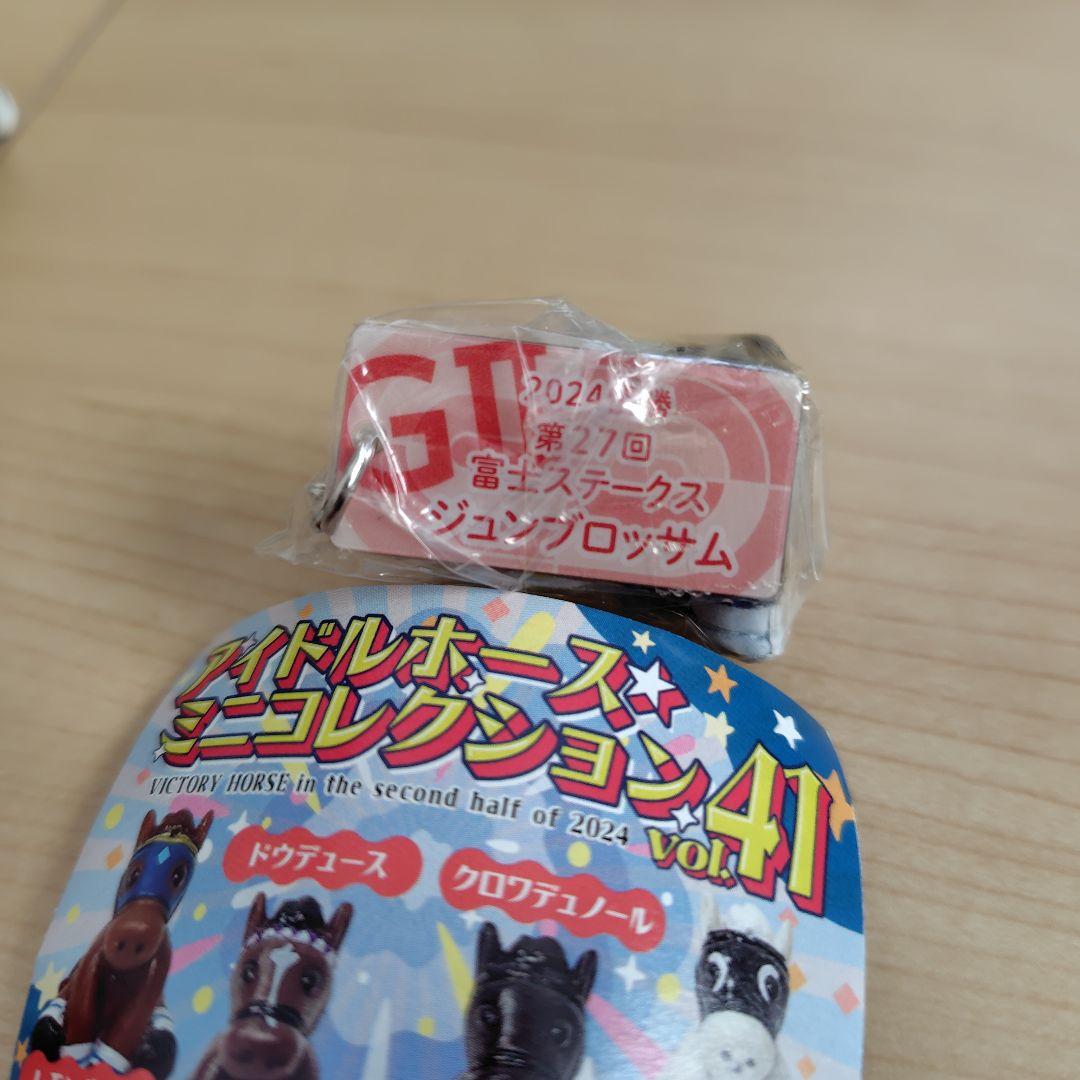 GII
2024
第27回
富士ステークス
ジュンブロッサム
アイドルホース
ミニコレクション vol.41
VICTORY HORSE in the second half of 2024
ドウデュース
クロワデュノール